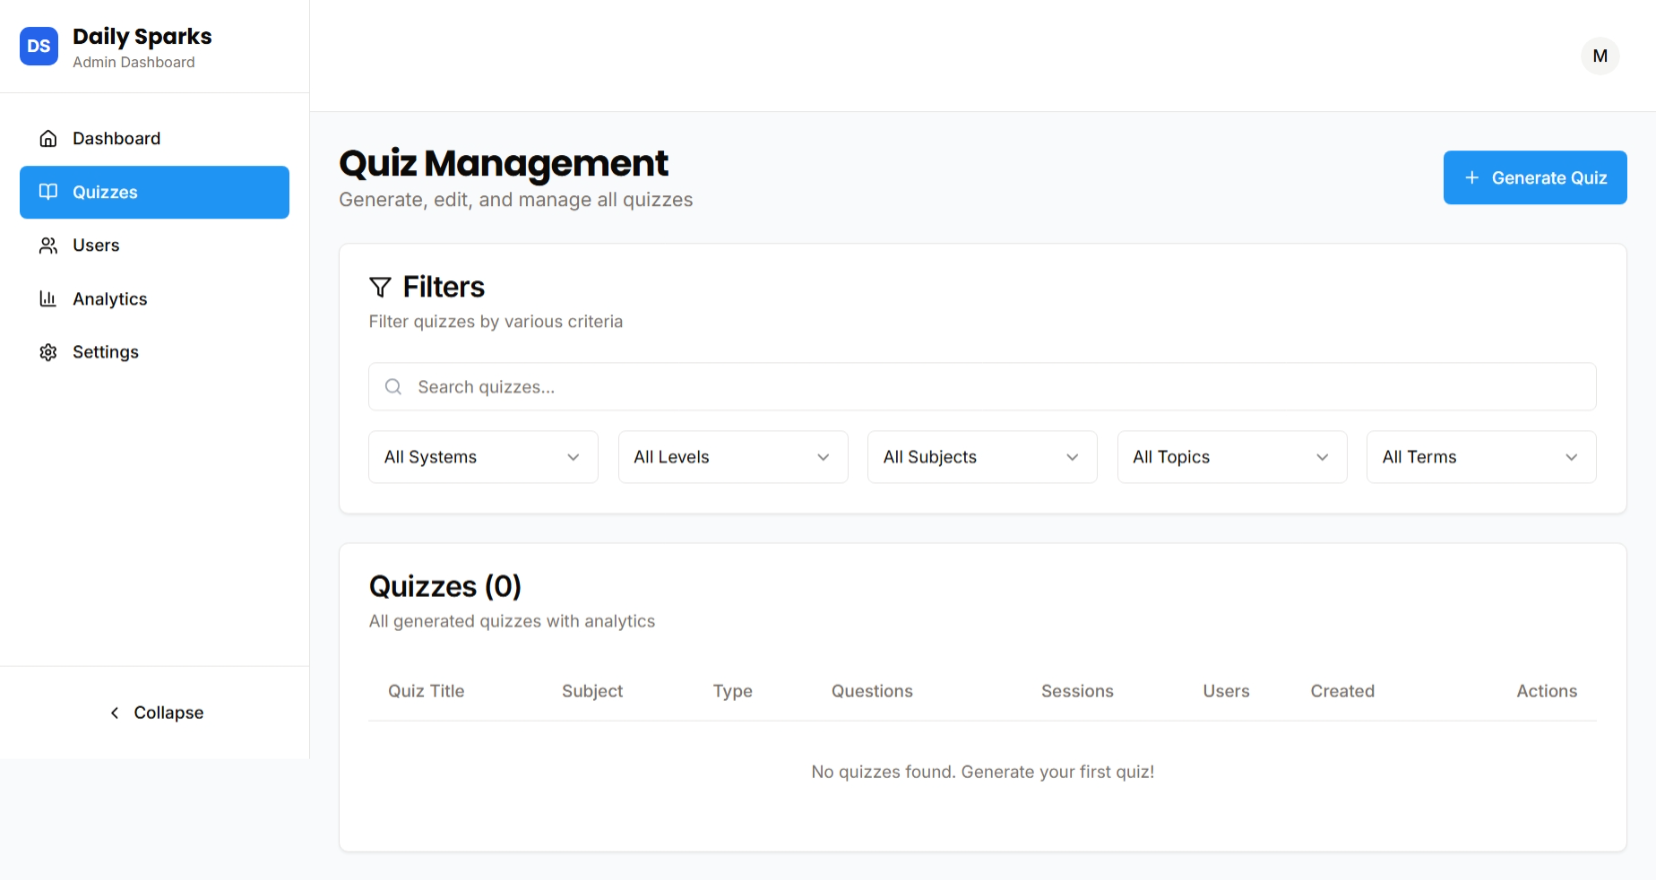 DS
Daily Sparks
Admin Dashboard
M
Dashboard
Quizzes
Users
Analytics
Settings
Collapse
Quiz Management
Generate, edit, and manage all quizzes
+ Generate Quiz
Filters
Filter quizzes by various criteria
Search quizzes...
All Systems
All Levels
All Subjects
All Topics
All Terms
Quizzes (0)
All generated quizzes with analytics
Quiz Title Subject Type Questions Sessions Users Created Actions
No quizzes found. Generate your first quiz!